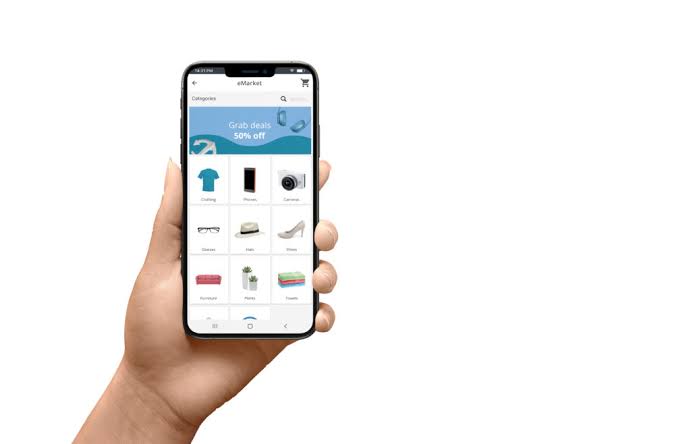 eMarket
Categories
Grab deals
50% off
Clothing
Phones
Cameras
Glasses
Hats
Shoes
Furniture
Plants
Towels